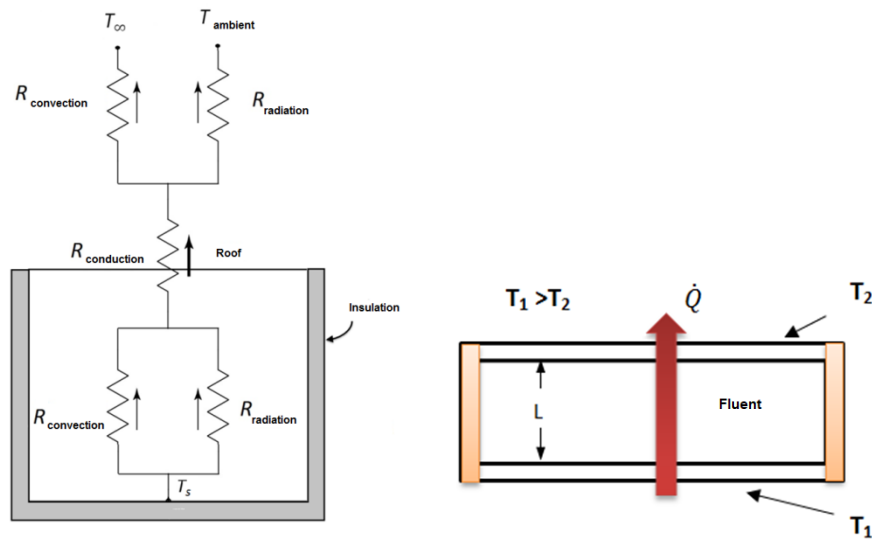 T∞
T ambient
R convection
R radiation
R conduction
Roof
Insulation
R convection
R radiation
Ts
T1 >T2
Q̇
T2
L
Fluent
T1